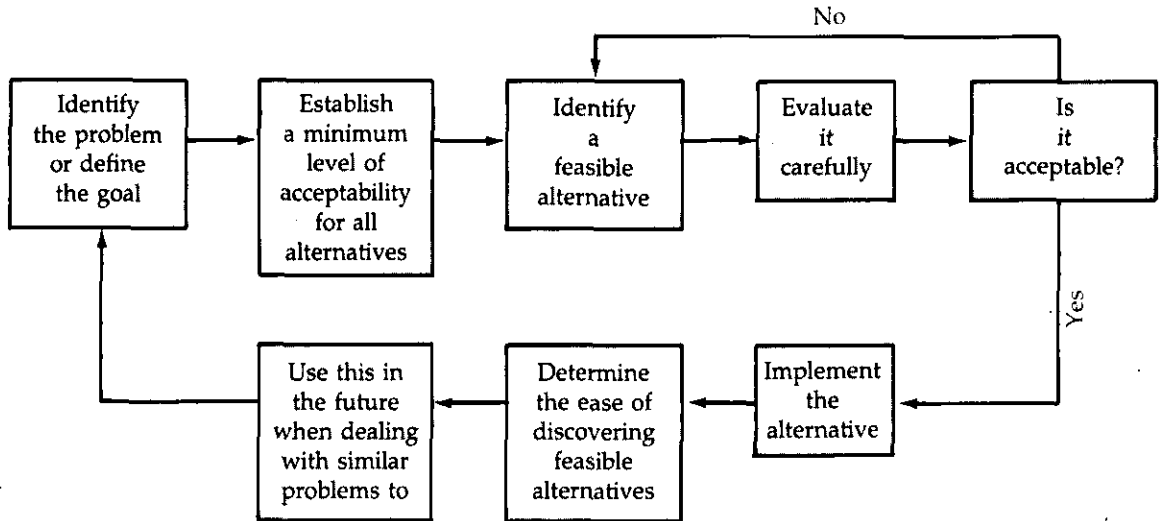 No
Identify
the problem
or define
the goal
Establish
a minimum
level of
acceptability
for all
alternatives
Identify
a
feasible
alternative
Evaluate
it
carefully
Is
it
acceptable?
Yes
Implement
the
alternative
Determine
the ease of
discovering
feasible
alternatives
Use this in
the future
when dealing
with similar
problems to